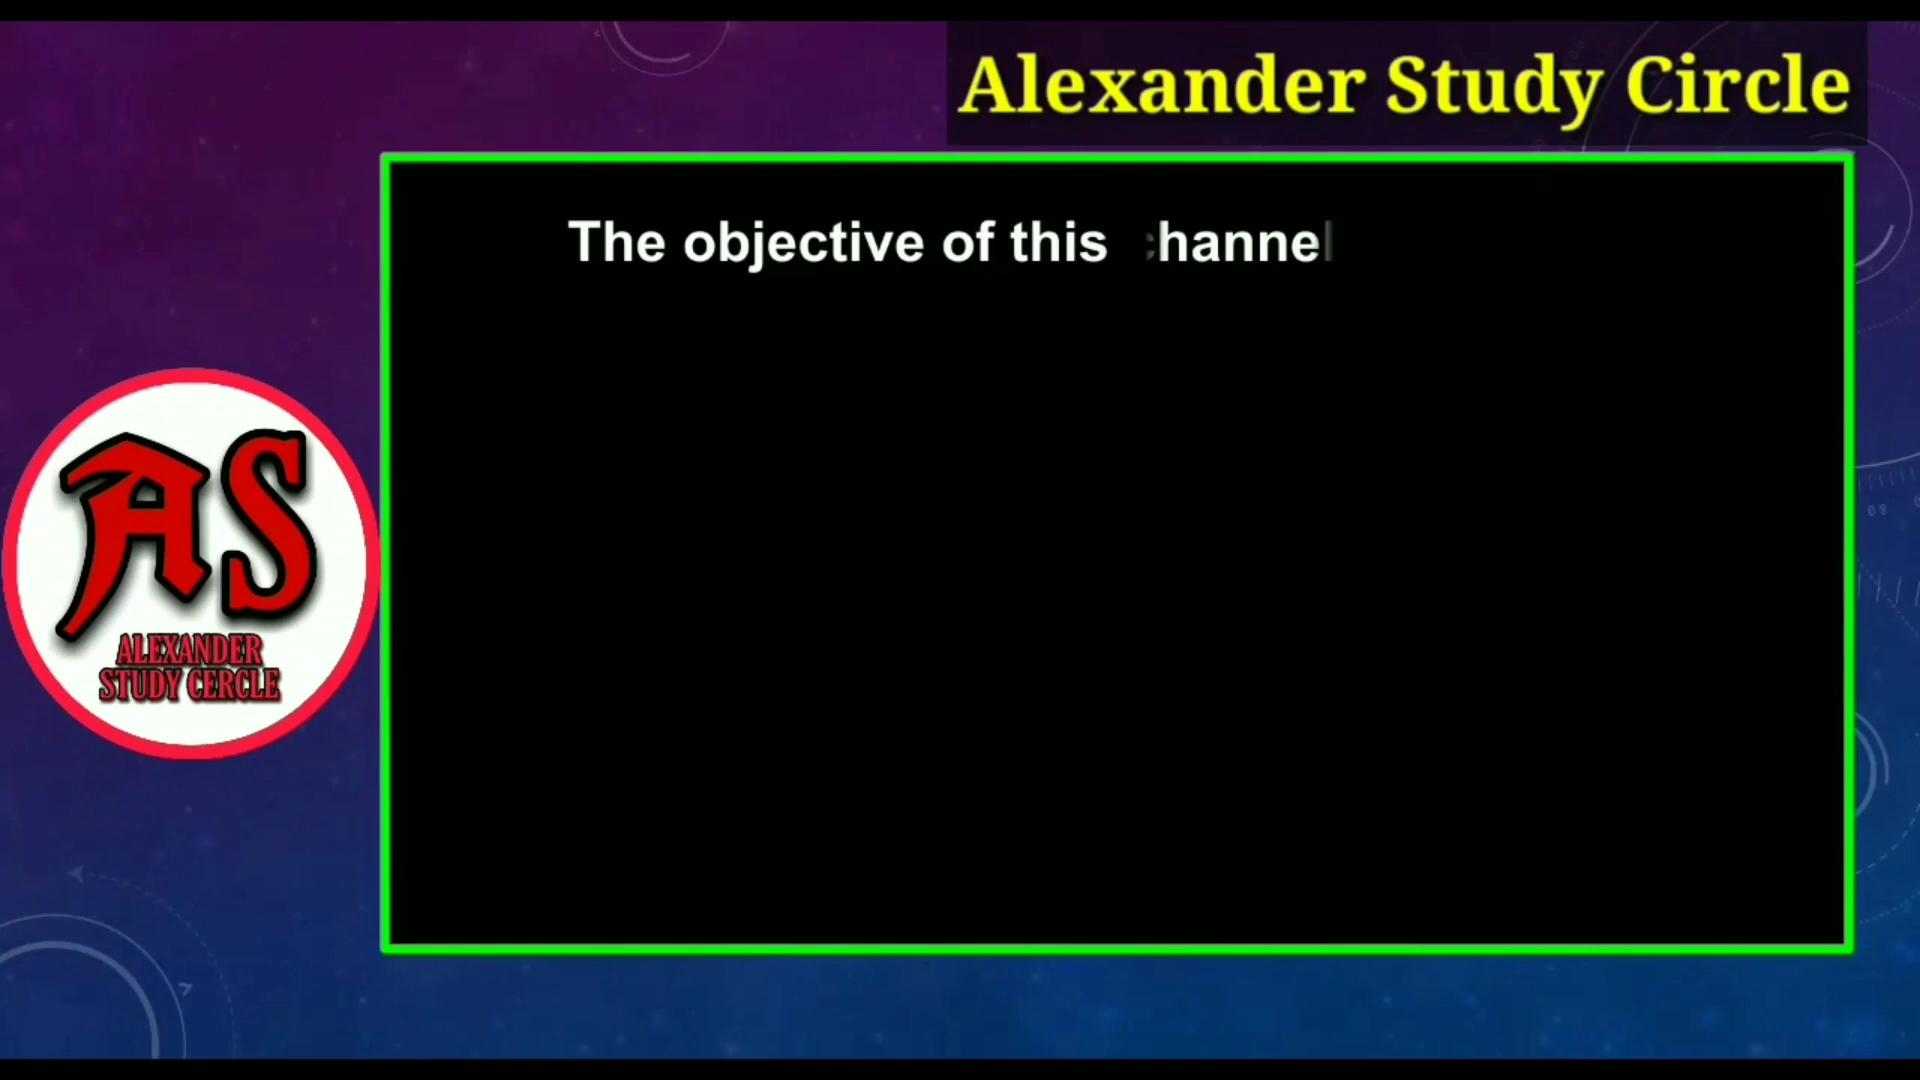 Alexander Study Circle
The objective of this channel
AS
ALEXANDER
STUDY CERCLE